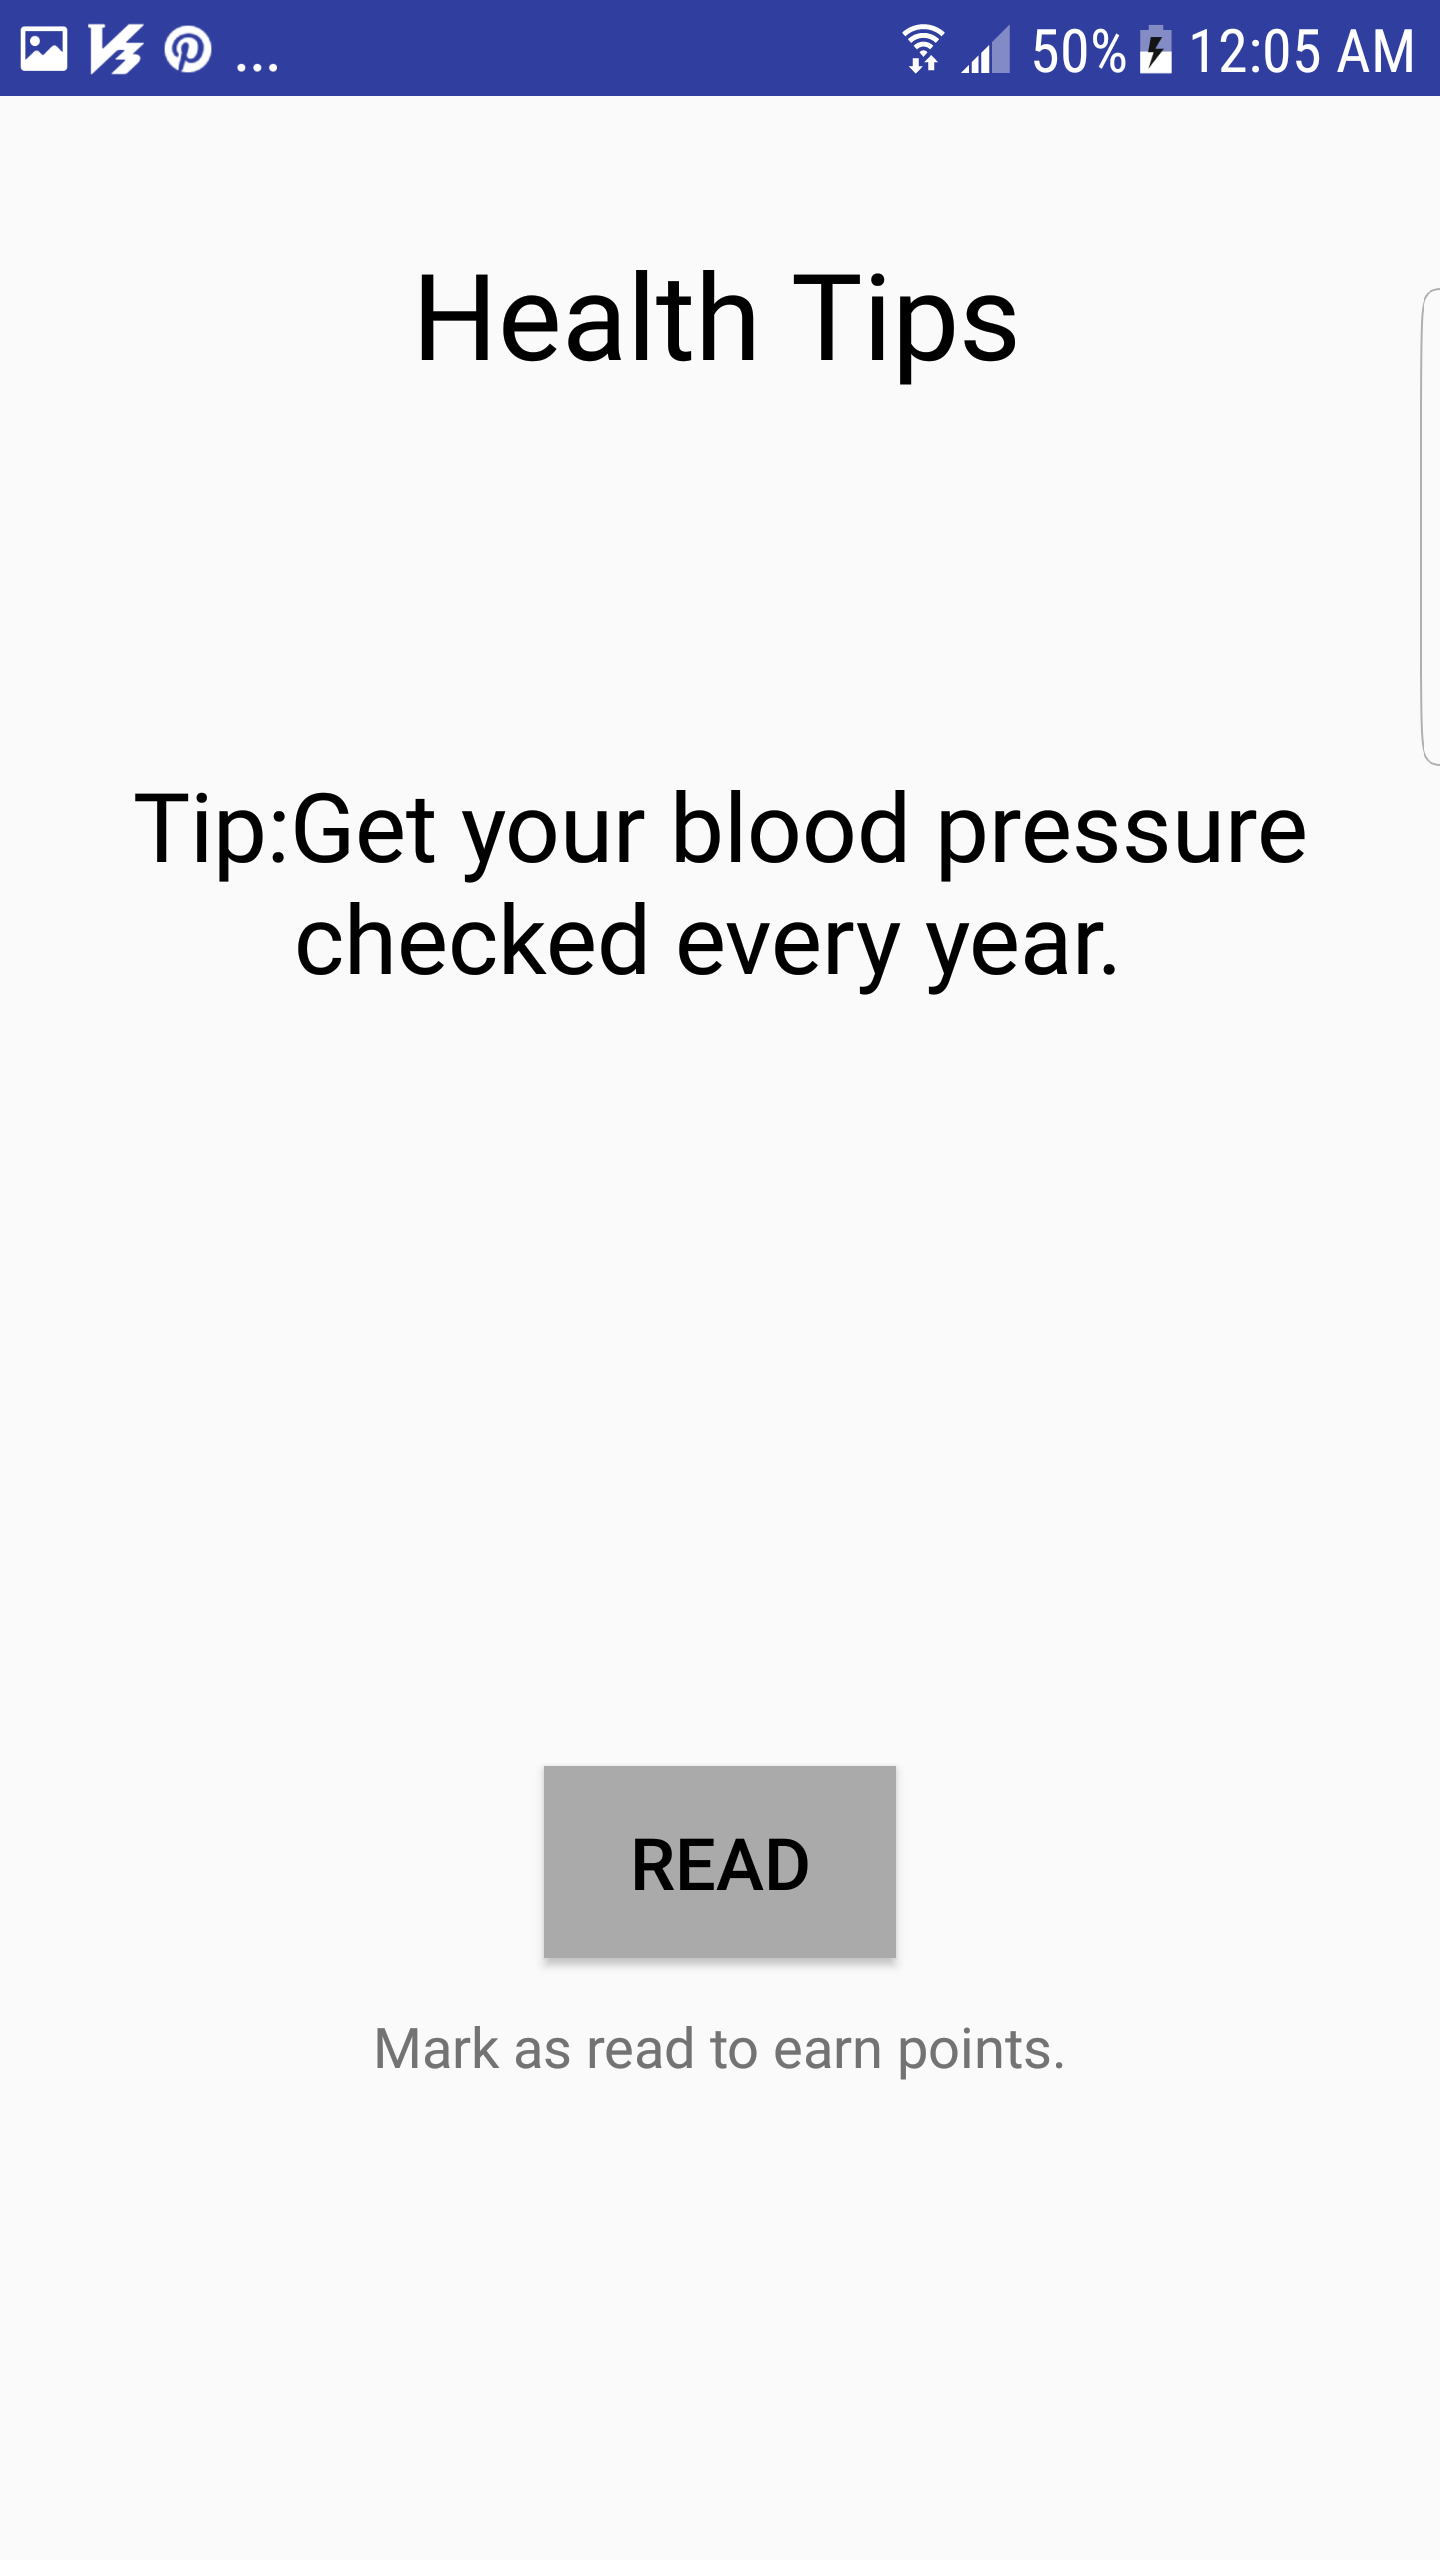 ... 50% 12:05 AM
Health Tips
Tip:Get your blood pressure
checked every year.
READ
Mark as read to earn points.